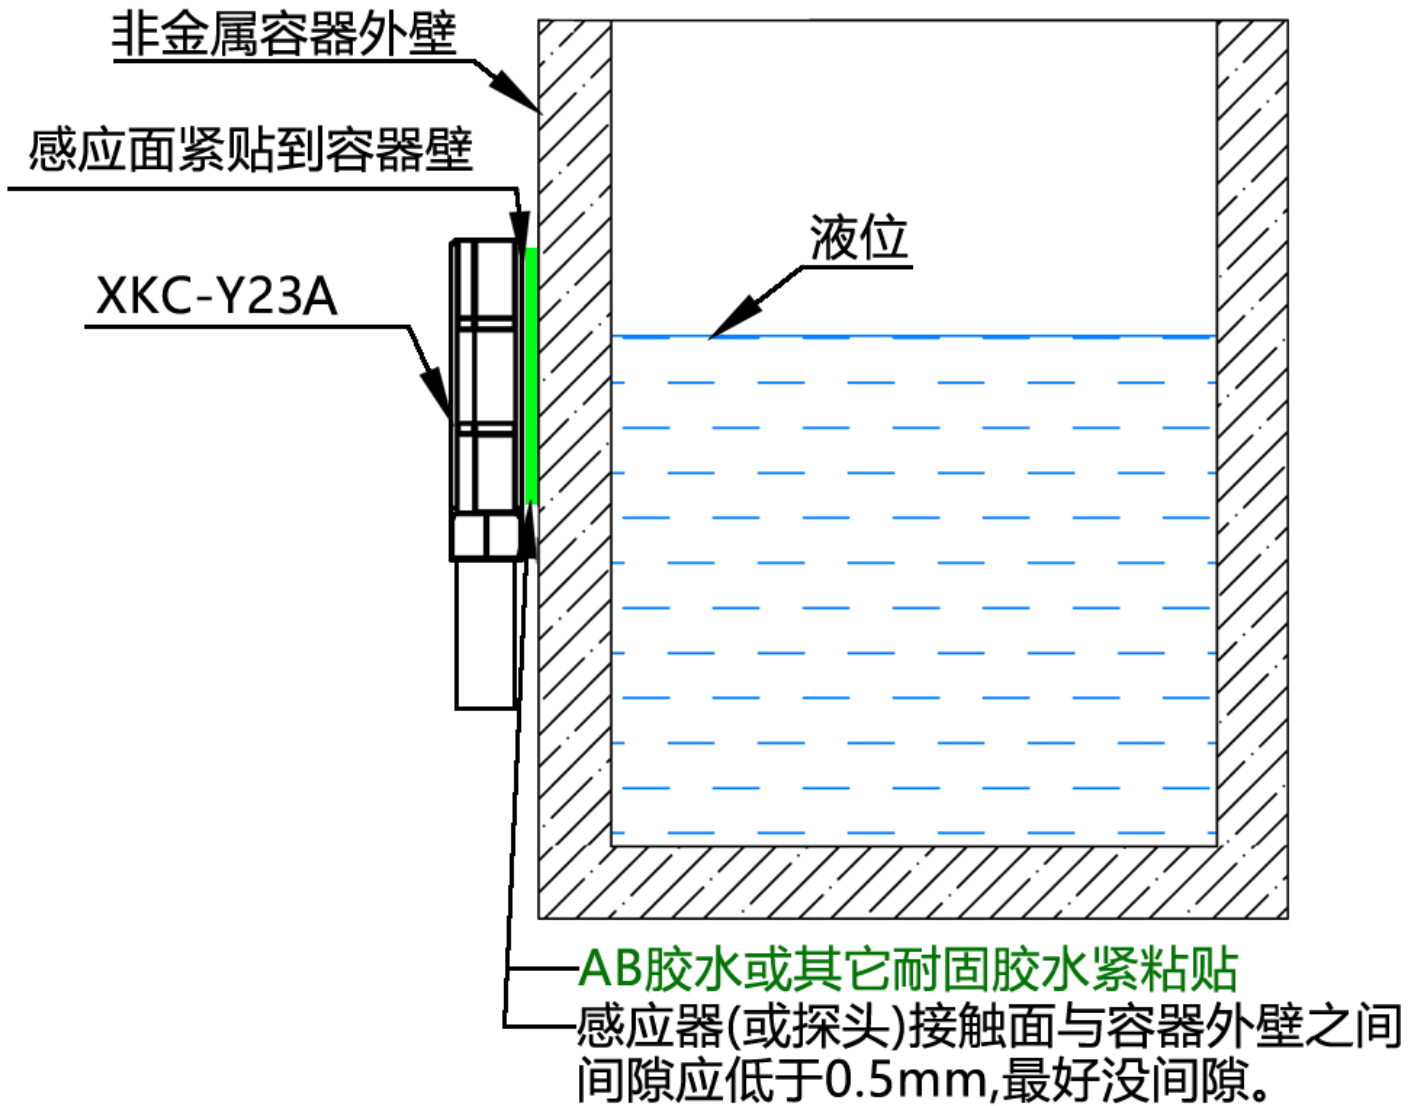 非金属容器外壁
感应面紧贴到容器壁
液位
XKC-Y23A
AB胶水或其它耐固胶水紧粘贴
感应器(或探头)接触面与容器外壁之间
间隙应低于0.5mm,最好没间隙。